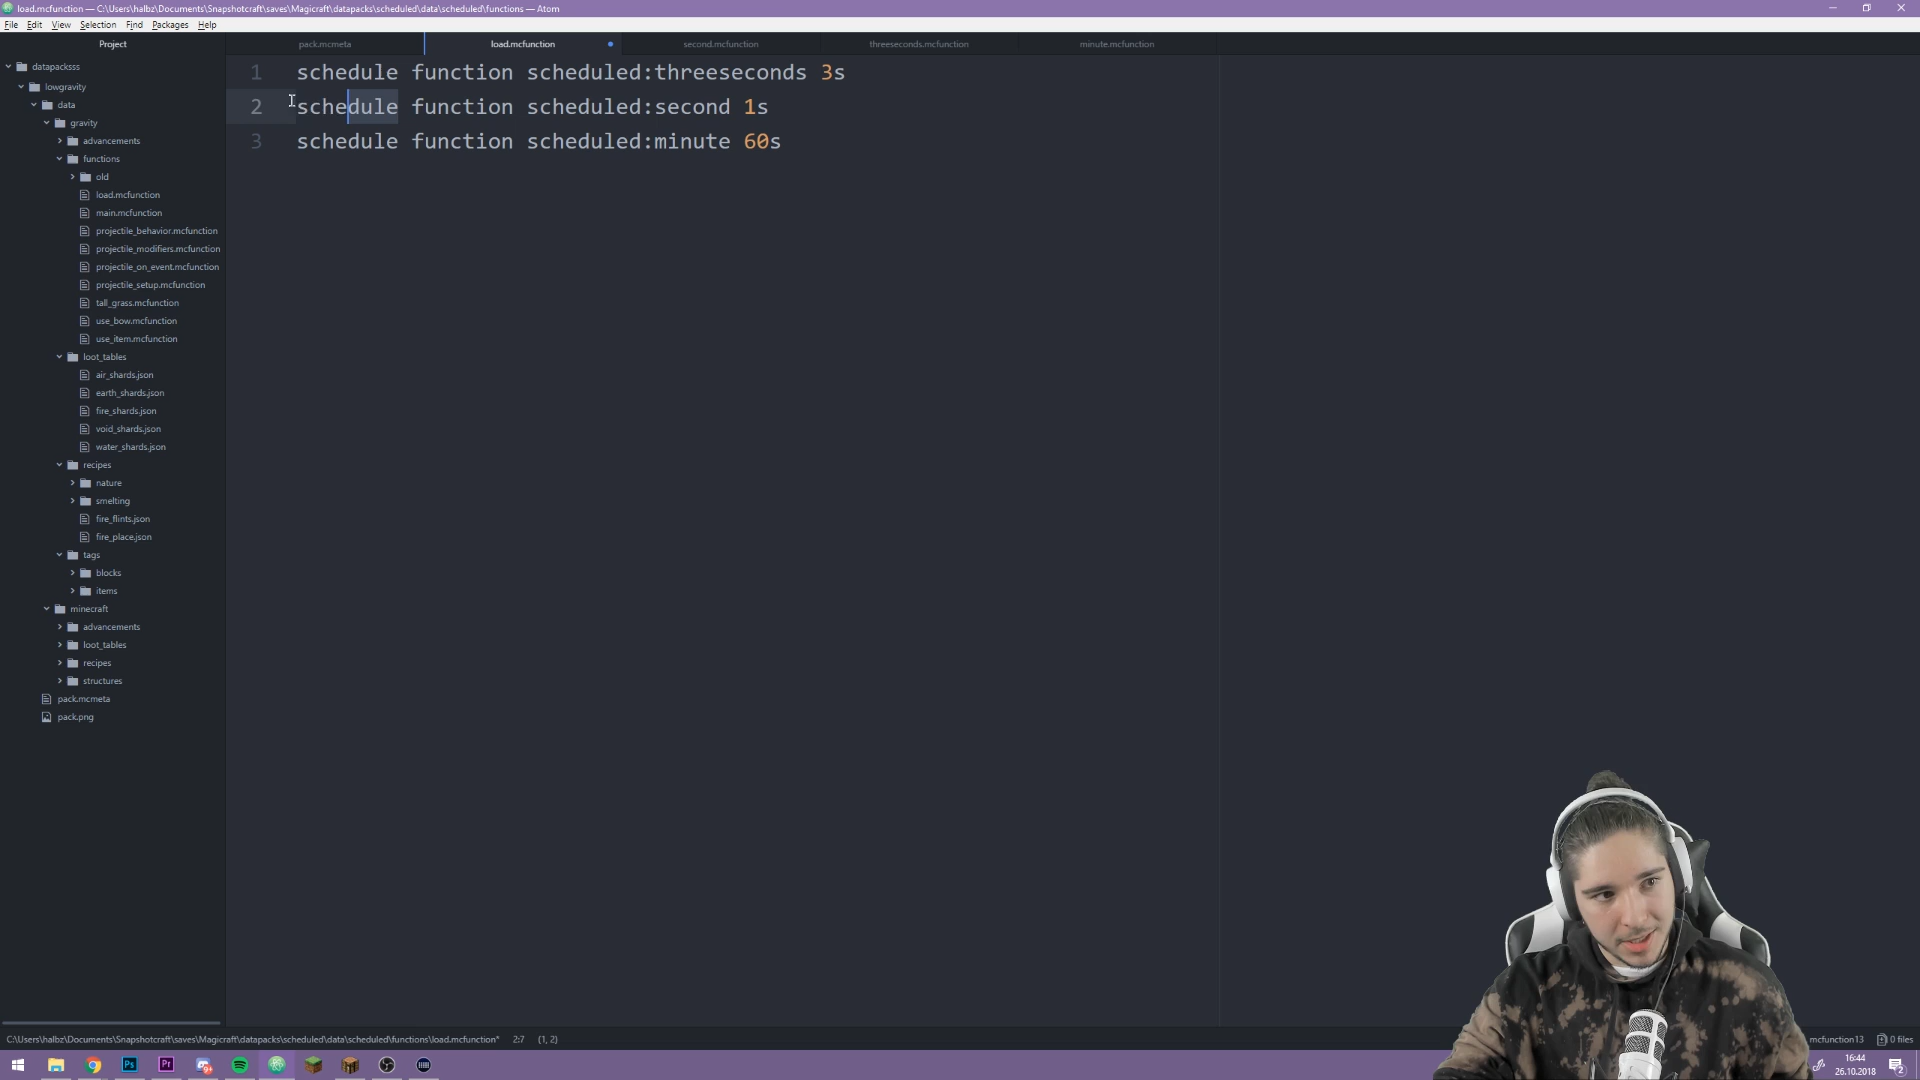 load.mcfunction — C:\Users\halbz\Documents\Snapshotcraft\saves\Magicraft\datapacks\scheduled\data\scheduled\functions — Atom
File Edit View Selection Find Packages Help
Project
pack.mcmeta
load.mcfunction
second.mcfunction
threeseconds.mcfunction
minute.mcfunction
datapacksss
lowgravity
data
gravity
advancements
functions
old
load.mcfunction
main.mcfunction
projectile_behavior.mcfunction
projectile_modifiers.mcfunction
projectile_on_event.mcfunction
projectile_setup.mcfunction
tall_grass.mcfunction
use_bow.mcfunction
use_item.mcfunction
loot_tables
air_shards.json
earth_shards.json
fire_shards.json
void_shards.json
water_shards.json
recipes
nature
smelting
fire_flints.json
fire_place.json
tags
blocks
items
minecraft
advancements
loot_tables
recipes
structures
pack.mcmeta
pack.png
1 schedule function scheduled:threeseconds 3s
2 schedule function scheduled:second 1s
3 schedule function scheduled:minute 60s
C:\Users\halbz\Documents\Snapshotcraft\saves\Magicraft\datapacks\scheduled\data\scheduled\functions\load.mcfunction* 2:7 (1, 2)
mcfunction13 0 files
Ps
Pr
16:44
26.10.2018
2